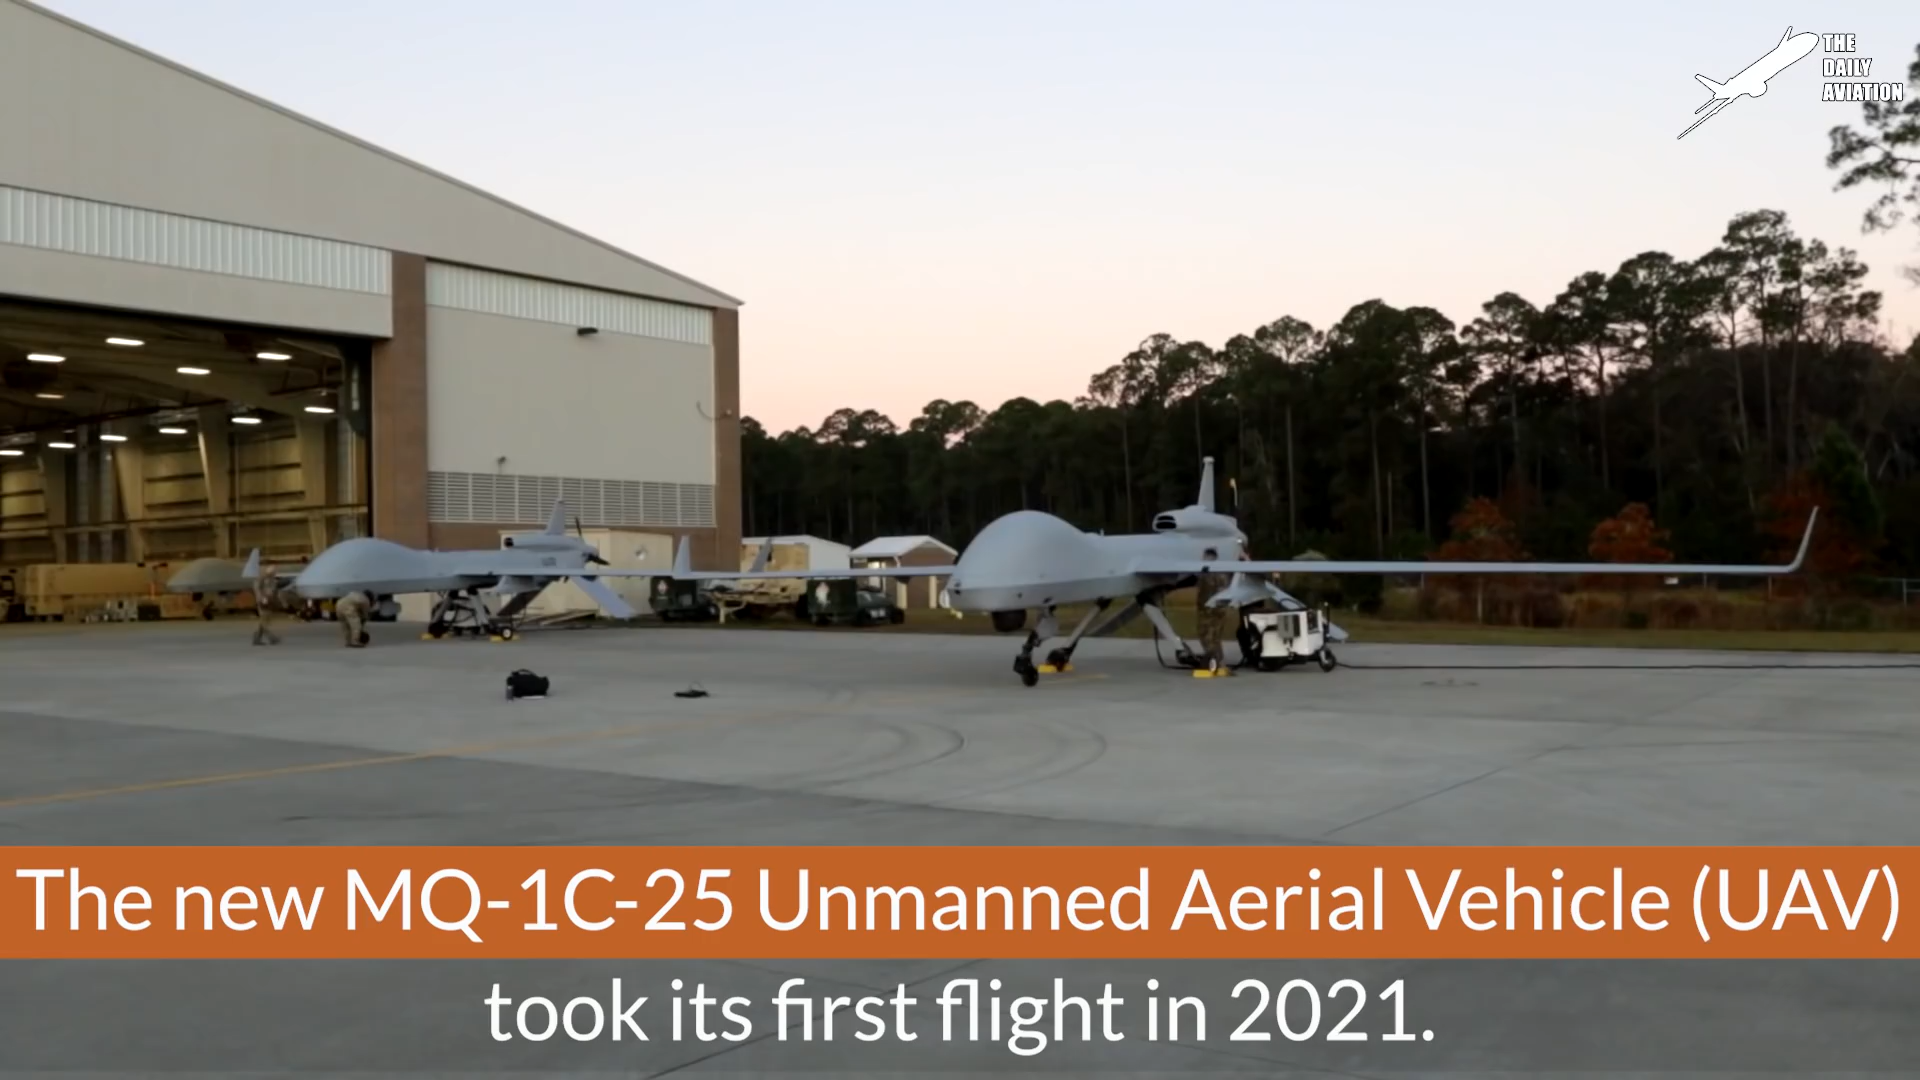 THE
DAILY
AVIATION
The new MQ-1C-25 Unmanned Aerial Vehicle (UAV)
took its first flight in 2021.